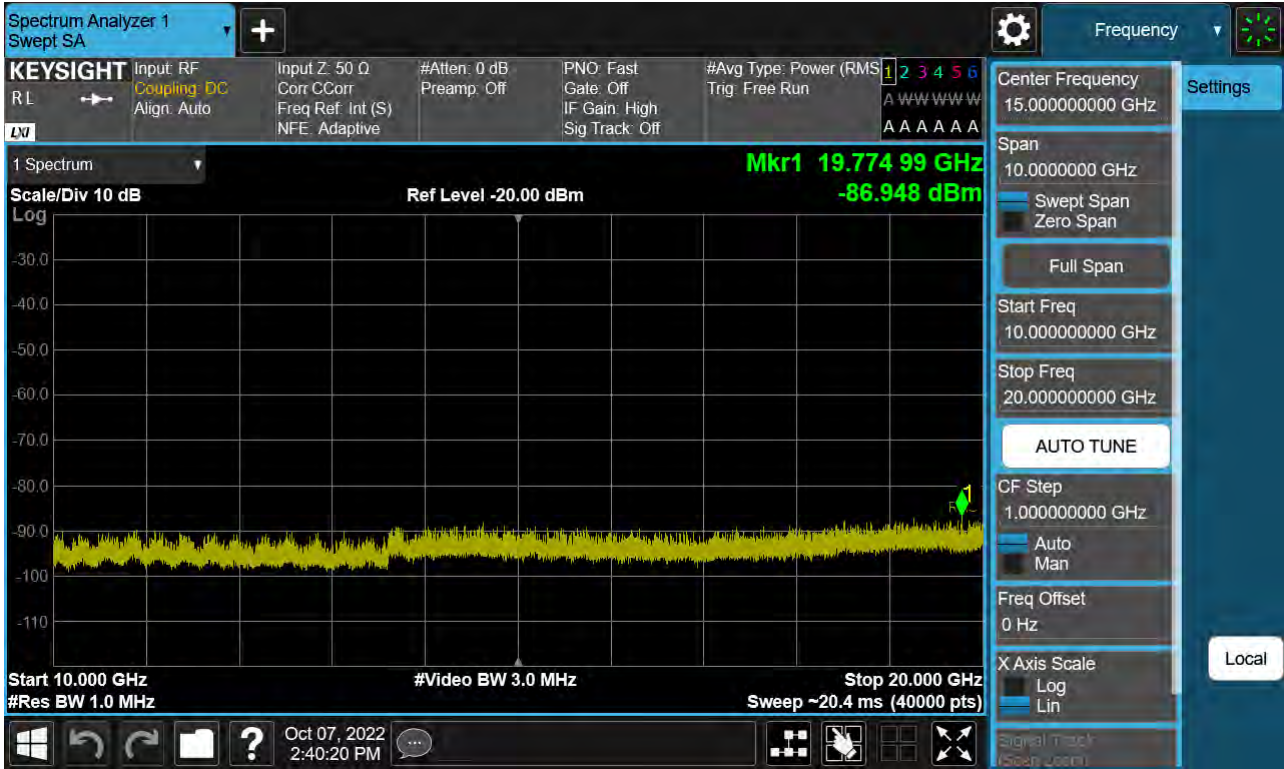 Spectrum Analyzer 1
Swept SA
+
Frequency
KEYSIGHT
RL
LXI
Input: RF
Coupling: DC
Align: Auto
Input Z: 50 Ω
Corr CCorr
Freq Ref: Int (S)
NFE: Adaptive
#Atten: 0 dB
Preamp: Off
PNO: Fast
Gate: Off
IF Gain: High
Sig Track: Off
#Avg Type: Power (RMS
Trig: Free Run
1 2 3 4 5 6
A W W W W W
A A A A A A
1 Spectrum
Scale/Div 10 dB
Ref Level -20.00 dBm
Mkr1 19.774 99 GHz
-86.948 dBm
Log
-30.0
-40.0
-50.0
-60.0
-70.0
-80.0
-90.0
-100
-110
1
Start 10.000 GHz
#Video BW 3.0 MHz
Stop 20.000 GHz
#Res BW 1.0 MHz
Sweep ~20.4 ms (40000 pts)
Center Frequency
15.000000000 GHz
Span
10.0000000 GHz
Swept Span
Zero Span
Full Span
Start Freq
10.000000000 GHz
Stop Freq
20.000000000 GHz
AUTO TUNE
CF Step
1.000000000 GHz
Auto
Man
Freq Offset
0 Hz
X Axis Scale
Log
Lin
Signal Track
(Span Zoom)
Settings
Local
?
Oct 07, 2022
2:40:20 PM